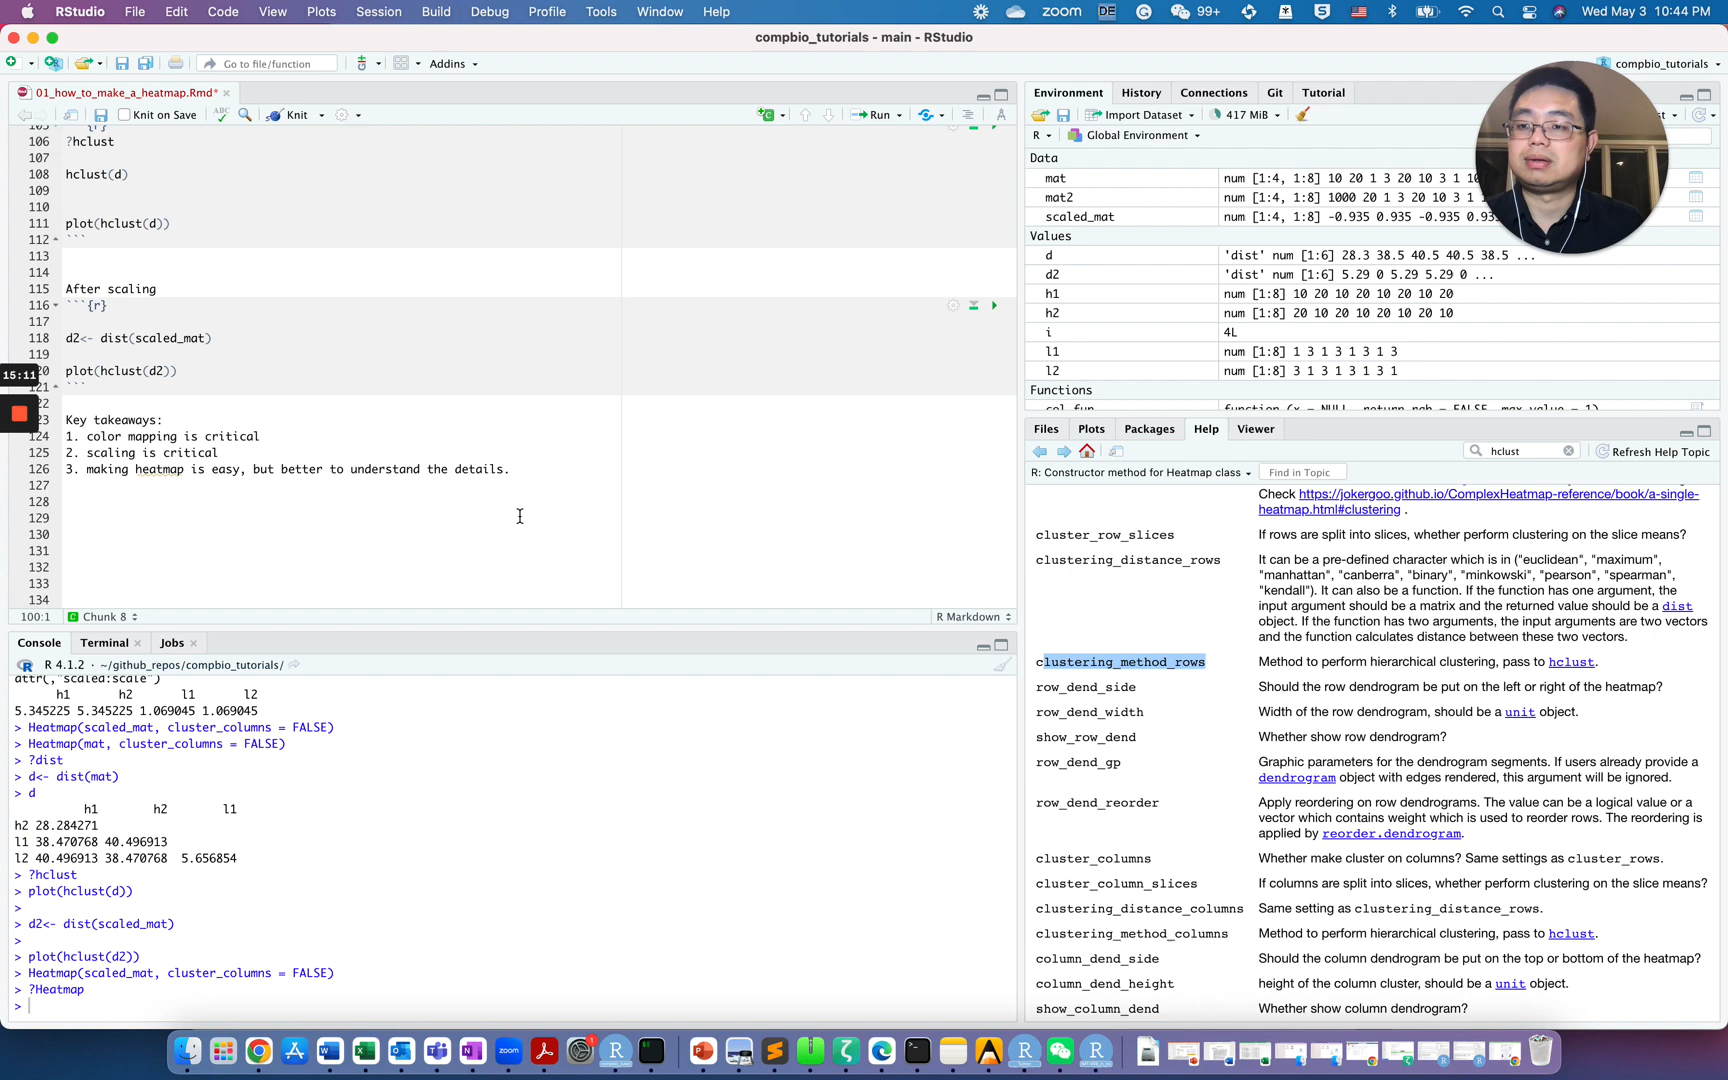 RStudio File Edit Code View Plots Session Build Debug Profile Tools Window Help
zoom DE 99+ Wed May 3 10:44 PM
compbio_tutorials - main - RStudio
Go to file/function Addins compbio_tutorials
01_how_to_make_a_heatmap.Rmd*
Knit on Save ABC Knit Run
105 ```{r}
106 ?hclust
107
108 hclust(d)
109
110
111 plot(hclust(d))
112 ```
113
114
115 After scaling
116 ```{r}
117
118 d2<- dist(scaled_mat)
119
15:11
120 plot(hclust(d2))
121 ```
122
123 Key takeaways:
124 1. color mapping is critical
125 2. scaling is critical
126 3. making heatmap is easy, but better to understand the details.
127
128
129
130
131
132
133
134
100:1 Chunk 8 R Markdown
Console Terminal Jobs
R 4.1.2 · ~/github_repos/compbio_tutorials/
attr(,"scaled:scale")
h1 h2 l1 l2
5.345225 5.345225 1.069045 1.069045
> Heatmap(scaled_mat, cluster_columns = FALSE)
> Heatmap(mat, cluster_columns = FALSE)
> ?dist
> d<- dist(mat)
> d
h1 h2 l1
h2 28.284271
l1 38.470768 40.496913
l2 40.496913 38.470768 5.656854
> ?hclust
> plot(hclust(d))
>
> d2<- dist(scaled_mat)
>
> plot(hclust(d2))
> Heatmap(scaled_mat, cluster_columns = FALSE)
> ?Heatmap
>
Environment History Connections Git Tutorial
Import Dataset 417 MiB
R Global Environment
Data
mat num [1:4, 1:8] 10 20 1 3 20 10 3 1 10
mat2 num [1:4, 1:8] 1000 20 1 3 20 10 3 1
scaled_mat num [1:4, 1:8] -0.935 0.935 -0.935 0.935
Values
d 'dist' num [1:6] 28.3 38.5 40.5 40.5 38.5 ...
d2 'dist' num [1:6] 5.29 0 5.29 5.29 0 ...
h1 num [1:8] 10 20 10 20 10 20 10 20
h2 num [1:8] 20 10 20 10 20 10 20 10
i 4L
l1 num [1:8] 1 3 1 3 1 3 1 3
l2 num [1:8] 3 1 3 1 3 1 3 1
Functions
col_fun function (x = NULL, return_rgb = FALSE, max_value = 1)
Files Plots Packages Help Viewer
hclust Refresh Help Topic
R: Constructor method for Heatmap class Find in Topic
Check https://jokergoo.github.io/ComplexHeatmap-reference/book/a-single-
heatmap.html#clustering .
cluster_row_slices If rows are split into slices, whether perform clustering on the slice means?
clustering_distance_rows It can be a pre-defined character which is in ("euclidean", "maximum",
"manhattan", "canberra", "binary", "minkowski", "pearson", "spearman",
"kendall"). It can also be a function. If the function has one argument, the
input argument should be a matrix and the returned value should be a dist
object. If the function has two arguments, the input arguments are two vectors
and the function calculates distance between these two vectors.
clustering_method_rows Method to perform hierarchical clustering, pass to hclust.
row_dend_side Should the row dendrogram be put on the left or right of the heatmap?
row_dend_width Width of the row dendrogram, should be a unit object.
show_row_dend Whether show row dendrogram?
row_dend_gp Graphic parameters for the dendrogram segments. If users already provide a
dendrogram object with edges rendered, this argument will be ignored.
row_dend_reorder Apply reordering on row dendrograms. The value can be a logical value or a
vector which contains weight which is used to reorder rows. The reordering is
applied by reorder.dendrogram.
cluster_columns Whether make cluster on columns? Same settings as cluster_rows.
cluster_column_slices If columns are split into slices, whether perform clustering on the slice means?
clustering_distance_columns Same setting as clustering_distance_rows.
clustering_method_columns Method to perform hierarchical clustering, pass to hclust.
column_dend_side Should the column dendrogram be put on the top or bottom of the heatmap?
column_dend_height height of the column cluster, should be a unit object.
show_column_dend Whether show column dendrogram?
zoom